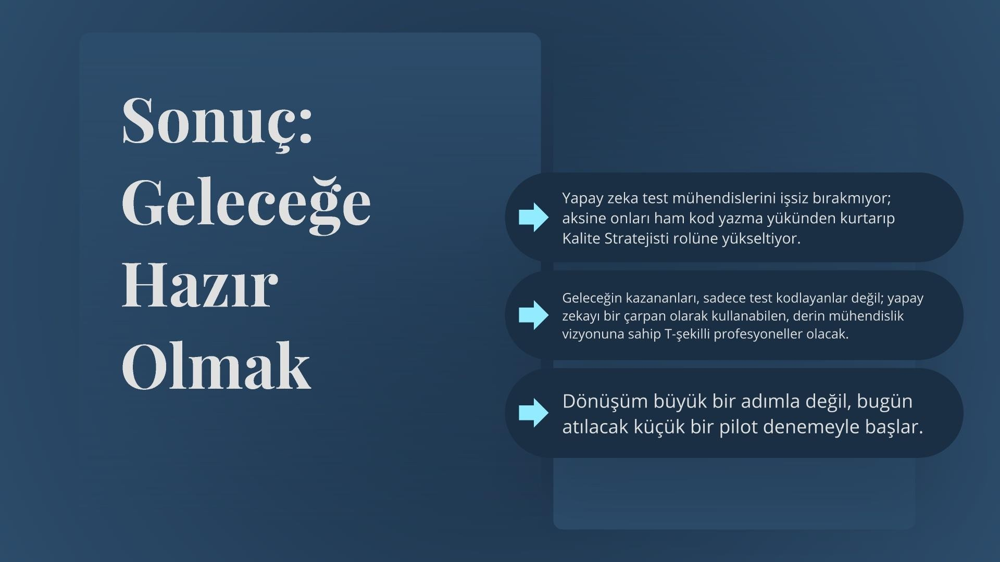 Sonuç:
Geleceğe
Hazır
Olmak
Yapay zeka test mühendislerini işsiz bırakmıyor;
aksine onları ham kod yazma yükünden kurtarıp
Kalite Stratejisti rolüne yükseltiyor.
Geleceğin kazananları, sadece test kodlayanlar değil; yapay
zekayı bir çarpan olarak kullanabilen, derin mühendislik
vizyonuna sahip T-şekilli profesyoneller olacak.
Dönüşüm büyük bir adımla değil, bugün
atılacak küçük bir pilot denemeyle başlar.